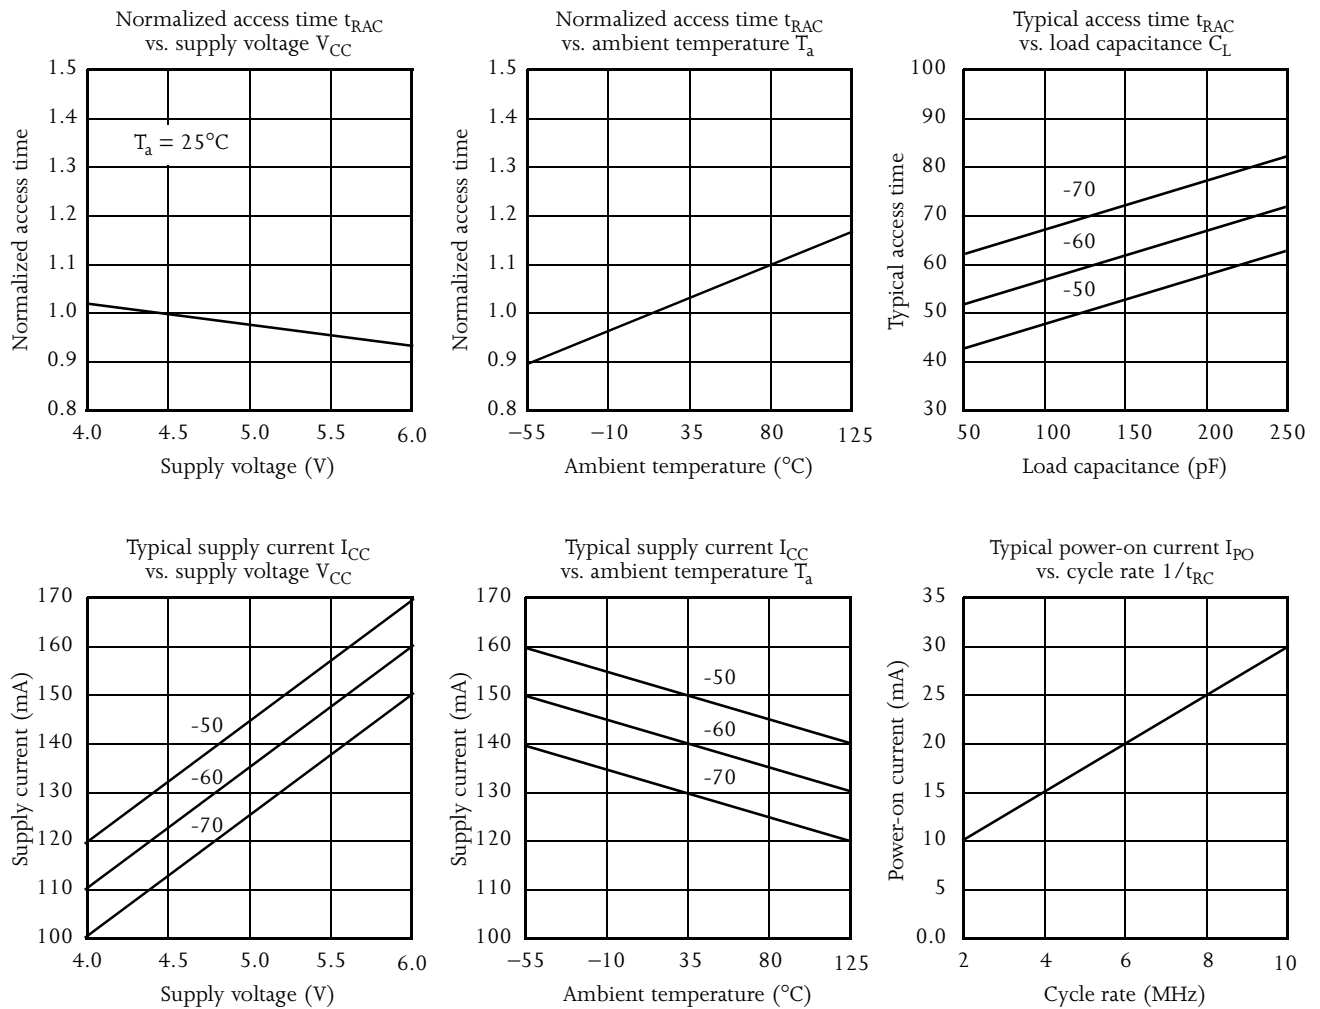 Normalized access time tRAC
vs. supply voltage VCC
1.5
1.4
1.3
1.2
1.1
1.0
0.9
0.8
Normalized access time
Ta = 25°C
4.0 4.5 5.0 5.5 6.0
Supply voltage (V)
Normalized access time tRAC
vs. ambient temperature Ta
1.5
1.4
1.3
1.2
1.1
1.0
0.9
0.8
Normalized access time
–55 –10 35 80 125
Ambient temperature (°C)
Typical access time tRAC
vs. load capacitance CL
100
90
80
70
60
50
40
30
Typical access time
-70
-60
-50
50 100 150 200 250
Load capacitance (pF)
Typical supply current ICC
vs. supply voltage VCC
170
160
150
140
130
120
110
100
Supply current (mA)
-50
-60
-70
4.0 4.5 5.0 5.5 6.0
Supply voltage (V)
Typical supply current ICC
vs. ambient temperature Ta
170
160
150
140
130
120
110
100
Supply current (mA)
-50
-60
-70
–55 –10 35 80 125
Ambient temperature (°C)
Typical power-on current IPO
vs. cycle rate 1/tRC
35
30
25
20
15
10
5
0.0
Power-on current (mA)
2 4 6 8 10
Cycle rate (MHz)